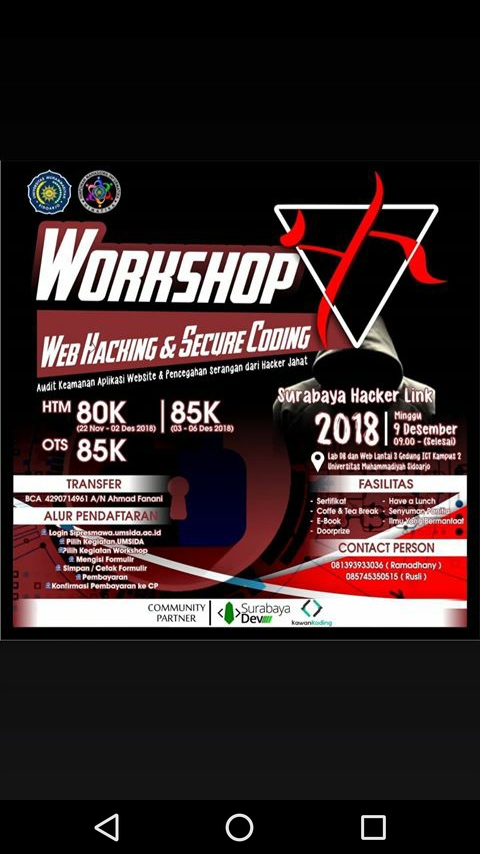 WORKSHOP
WEB HACKING & SECURE CODING
Audit Keamanan Aplikasi Website & Pencegahan serangan dari Hacker Jahat
HTM 80K | 85K
(22 Nov - 02 Des 2018) (03 - 06 Des 2018)
OTS 85K
Surabaya Hacker Link
2018 | Minggu
9 Desember
09.00 - (Selesai)
Lab DB dan Web Lantai 3 Gedung ICT Kampus 2
Universitas Muhammadiyah Sidoarjo
TRANSFER
BCA 4290714961 A/N Ahmad Fanani
ALUR PENDAFTARAN
Login Sipresmawa.umsida.ac.id
Pilih Kegiatan UMSIDA
Pilih Kegiatan Workshop
Mengisi Formulir
Simpan / Cetak Formulir
Pembayaran
Konfirmasi Pembayaran ke CP
FASILITAS
- Sertifikat
- Coffe & Tea Break
- E-Book
- Doorprize
- Have a Lunch
- Senyuman
- Ilmu Yang Bermanfaat
CONTACT PERSON
081393933036 ( Ramadhany )
085745350515 ( Rusli )
COMMUNITY
PARTNER
Surabaya
Dev
kawankoding